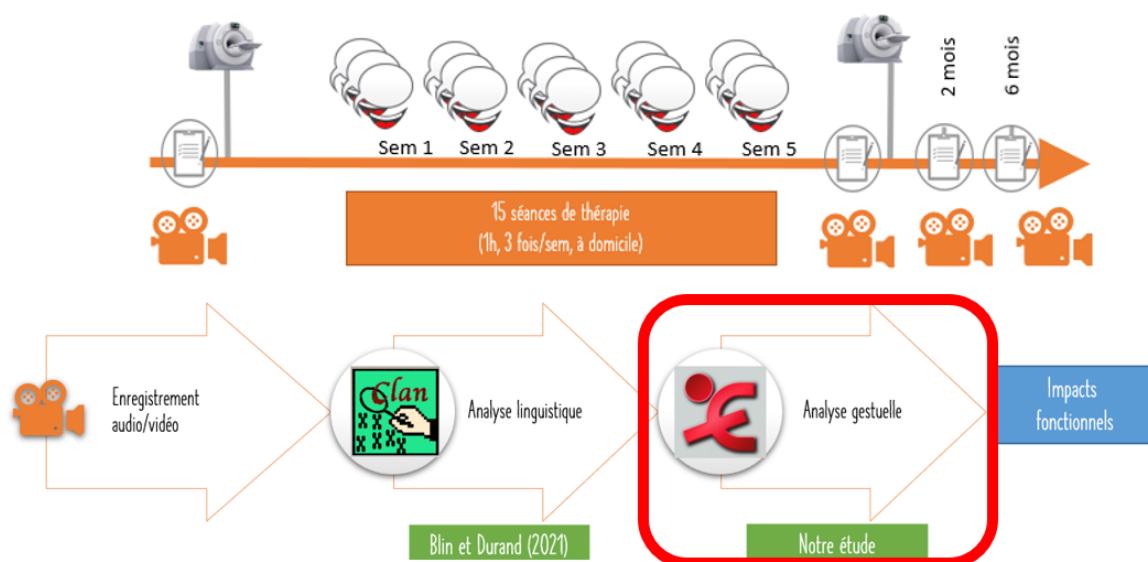 2 mois
6 mois
Sem 1
Sem 2
Sem 3
Sem 4
Sem 5
15 séances de thérapie
(1h, 3 fois/sem, à domicile)
Enregistrement
audio/vidéo
Clan
Analyse linguistique
Analyse gestuelle
Impacts
fonctionnels
Blin et Durand (2021)
Notre étude